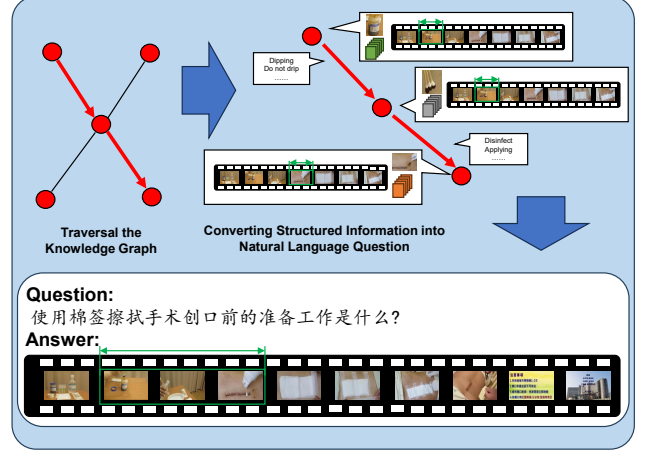 Dipping
Do not drip
......
Disinfect
Applying
......
Traversal the
Knowledge Graph
Converting Structured Information into
Natural Language Question
Question:
使用棉签擦拭手术创口前的准备工作是什么?
Answer: